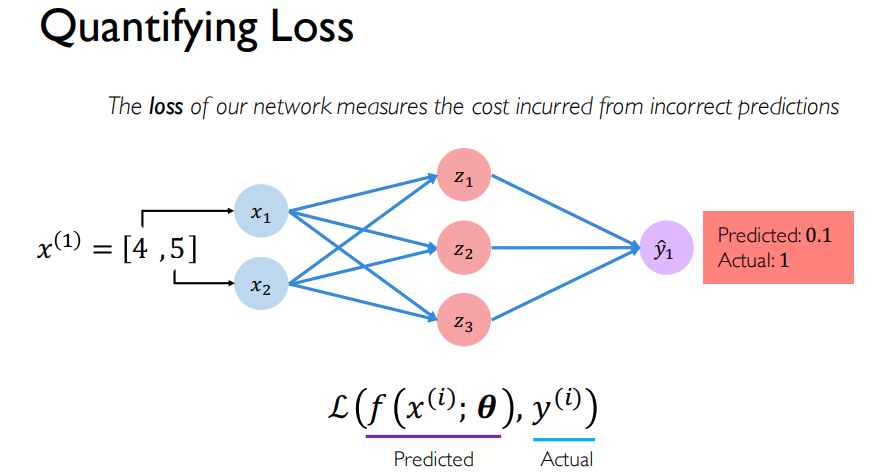 Quantifying Loss
The loss of our network measures the cost incurred from incorrect predictions
x⁽¹⁾ = [4 ,5]
x₁
x₂
z₁
z₂
z₃
ŷ₁
Predicted: 0.1
Actual: 1
ℒ(f(x⁽ⁱ⁾; θ), y⁽ⁱ⁾)
Predicted
Actual